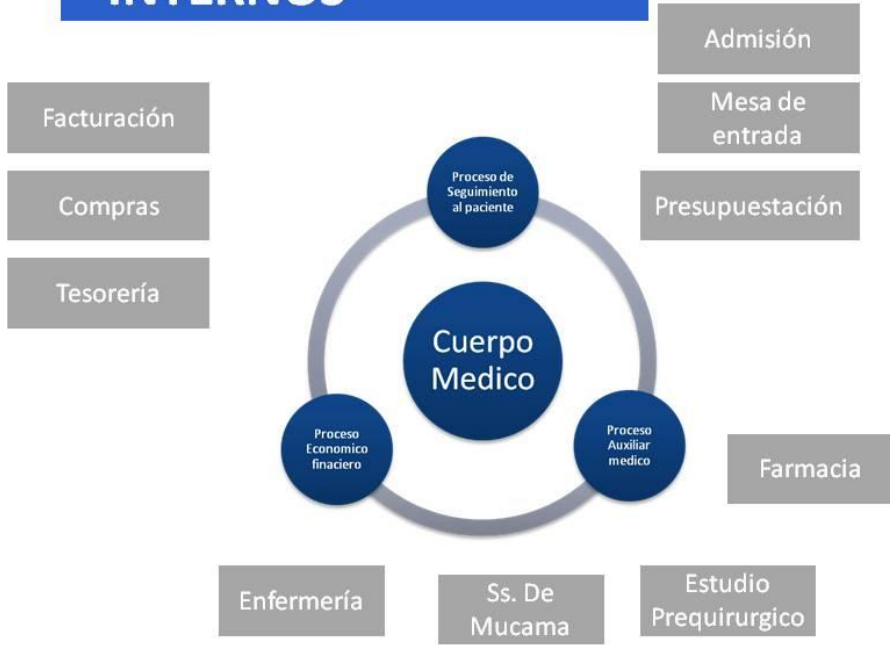 INTERNOS
Admisión
Mesa de
entrada
Presupuestación
Facturación
Compras
Tesorería
Proceso de
Seguimiento
al paciente
Cuerpo
Medico
Proceso
Economico
finaciero
Proceso
Auxiliar
medico
Farmacia
Enfermería
Ss. De
Mucama
Estudio
Prequirurgico